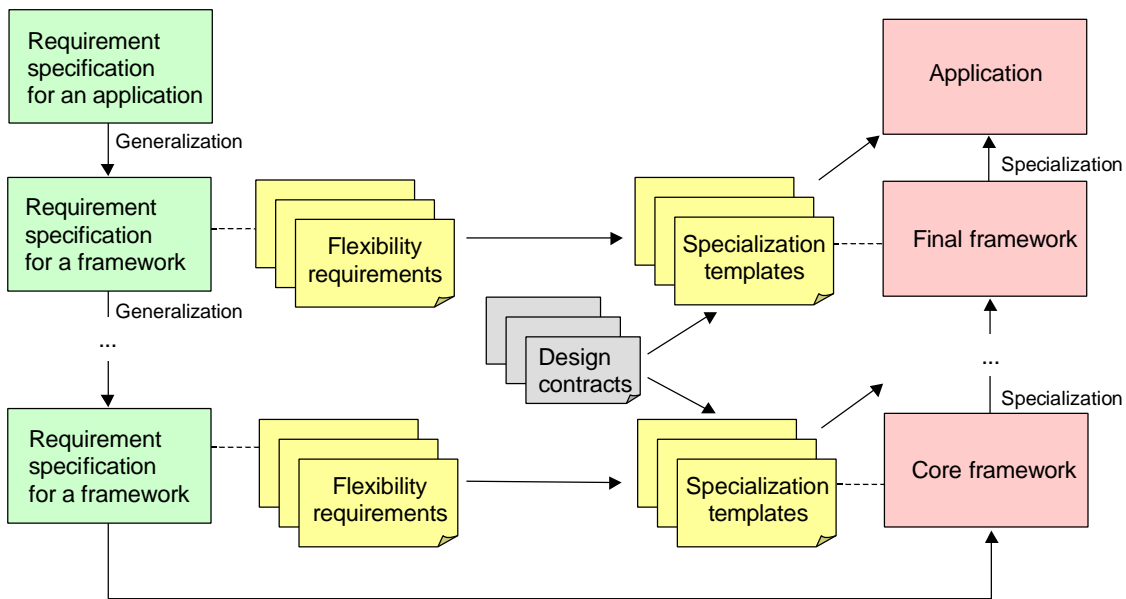 Requirement
specification
for an application
Application
Generalization
Specialization
Requirement
specification
for a framework
Flexibility
requirements
Specialization
templates
Final framework
Generalization
...
Design
contracts
...
Specialization
Requirement
specification
for a framework
Flexibility
requirements
Specialization
templates
Core framework